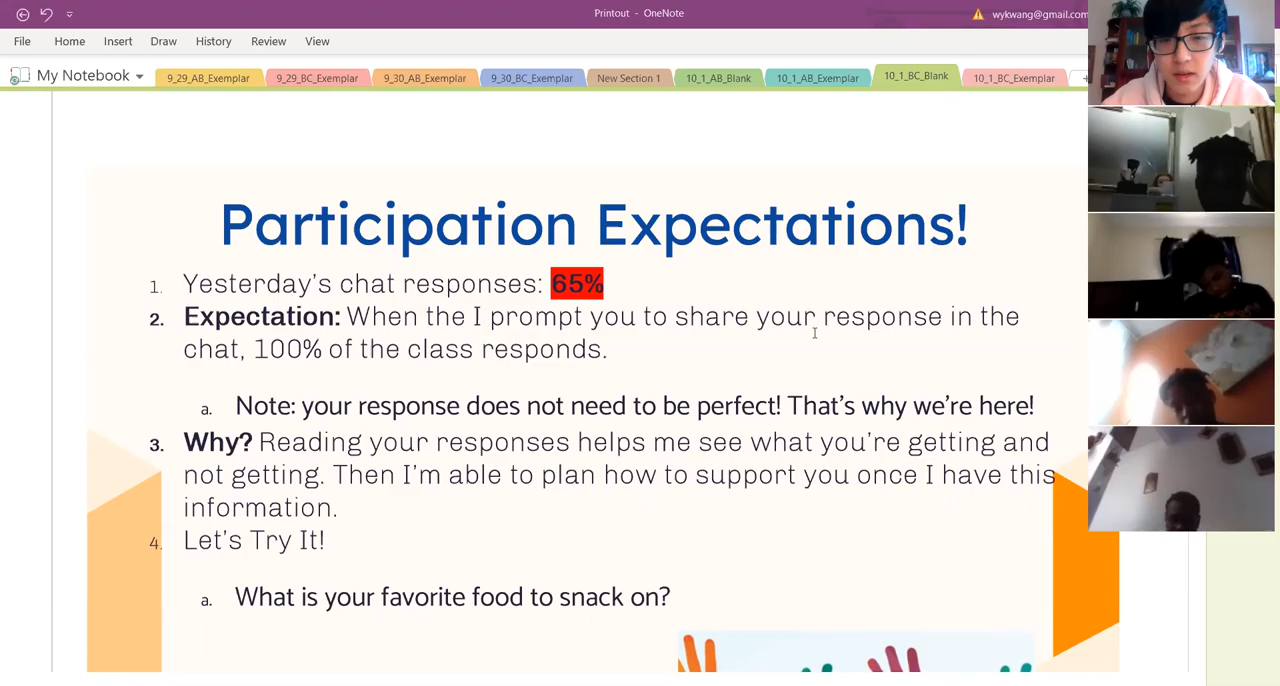 Printout - OneNote
wykwang@gmail.com
File Home Insert Draw History Review View
My Notebook 9_29_AB_Exemplar 9_29_BC_Exemplar 9_30_AB_Exemplar 9_30_BC_Exemplar New Section 1 10_1_AB_Blank 10_1_AB_Exemplar 10_1_BC_Blank 10_1_BC_Exemplar +
Participation Expectations!
1. Yesterday's chat responses: 65%
2. Expectation: When the I prompt you to share your response in the
chat, 100% of the class responds.
a. Note: your response does not need to be perfect! That's why we're here!
3. Why? Reading your responses helps me see what you're getting and
not getting. Then I'm able to plan how to support you once I have this
information.
4. Let's Try It!
a. What is your favorite food to snack on?